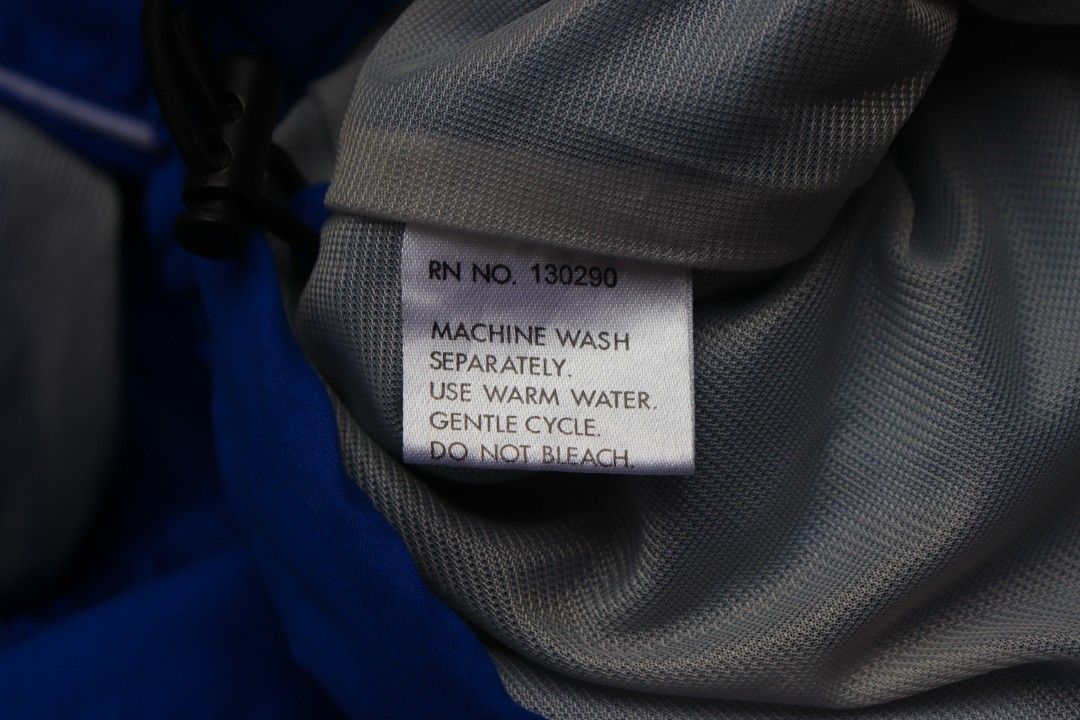 RN NO. 130290
MACHINE WASH
SEPARATELY.
USE WARM WATER.
GENTLE CYCLE.
DO NOT BLEACH.